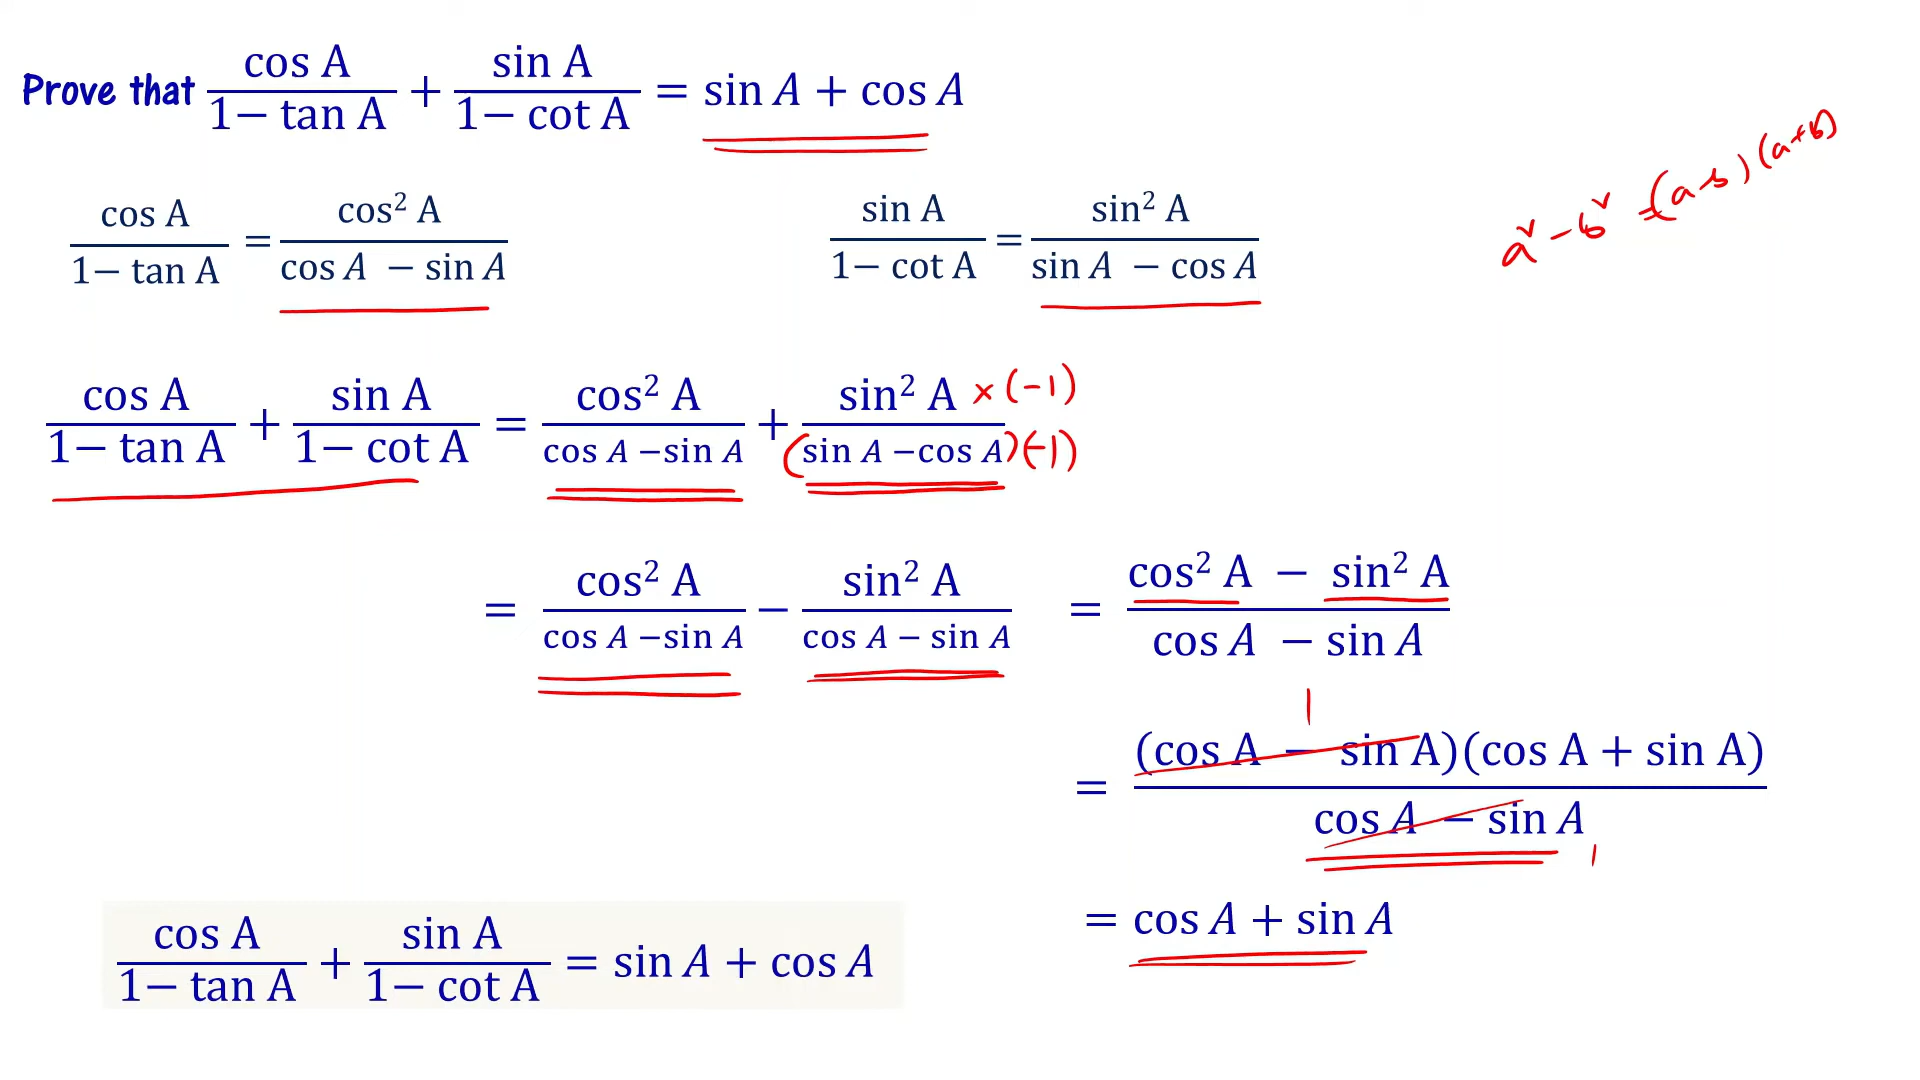 Prove that cos A / 1− tan A + sin A / 1− cot A = sin A + cos A
a² − b² = (a-b) (a+b)
cos A / 1− tan A = cos² A / cos A − sin A
sin A / 1− cot A = sin² A / sin A − cos A
cos A / 1− tan A + sin A / 1− cot A = cos² A / cos A −sin A + sin² A × (-1) / (sin A −cos A) (-1)
= cos² A / cos A −sin A − sin² A / cos A − sin A = cos² A − sin² A / cos A − sin A
1
= (cos A − sin A)(cos A + sin A) / cos A − sin A
1
= cos A + sin A
cos A / 1− tan A + sin A / 1− cot A = sin A + cos A